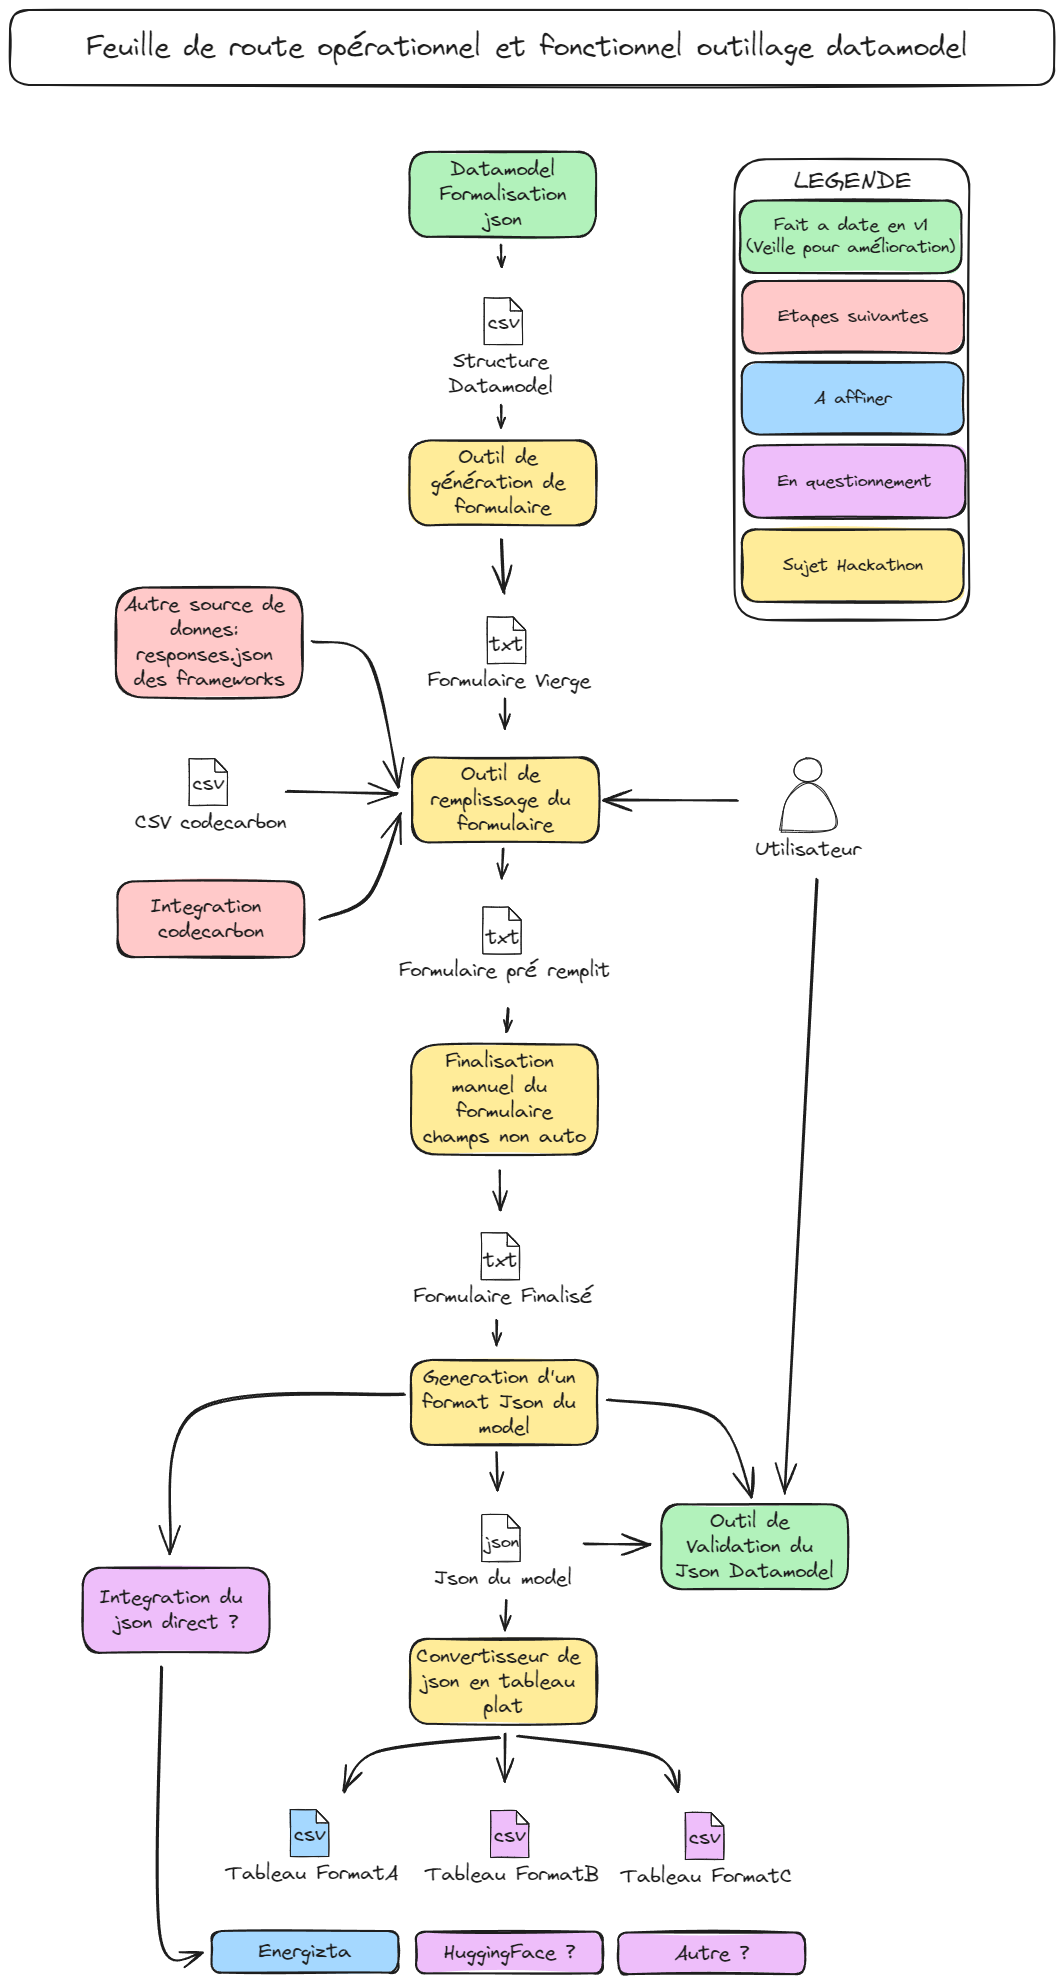 Feuille de route opérationnel et fonctionnel outillage datamodel
Datamodel
Formalisation
json
LEGENDE
Fait a date en v1
(Veille pour amélioration)
Etapes suivantes
A affiner
En questionnement
Sujet Hackathon
csv
Structure
Datamodel
Outil de
génération de
formulaire
Autre source de
donnes:
responses.json
des frameworks
txt
Formulaire Vierge
csv
CSV codecarbon
Outil de
remplissage du
formulaire
Utilisateur
Integration
codecarbon
txt
Formulaire pré remplit
Finalisation
manuel du
formulaire
champs non auto
txt
Formulaire Finalisé
Generation d'un
format Json du
model
json
Json du model
Outil de
Validation du
Json Datamodel
Integration du
json direct ?
Convertisseur de
json en tableau
plat
csv
Tableau FormatA
csv
Tableau FormatB
csv
Tableau FormatC
Energizta
HuggingFace ?
Autre ?